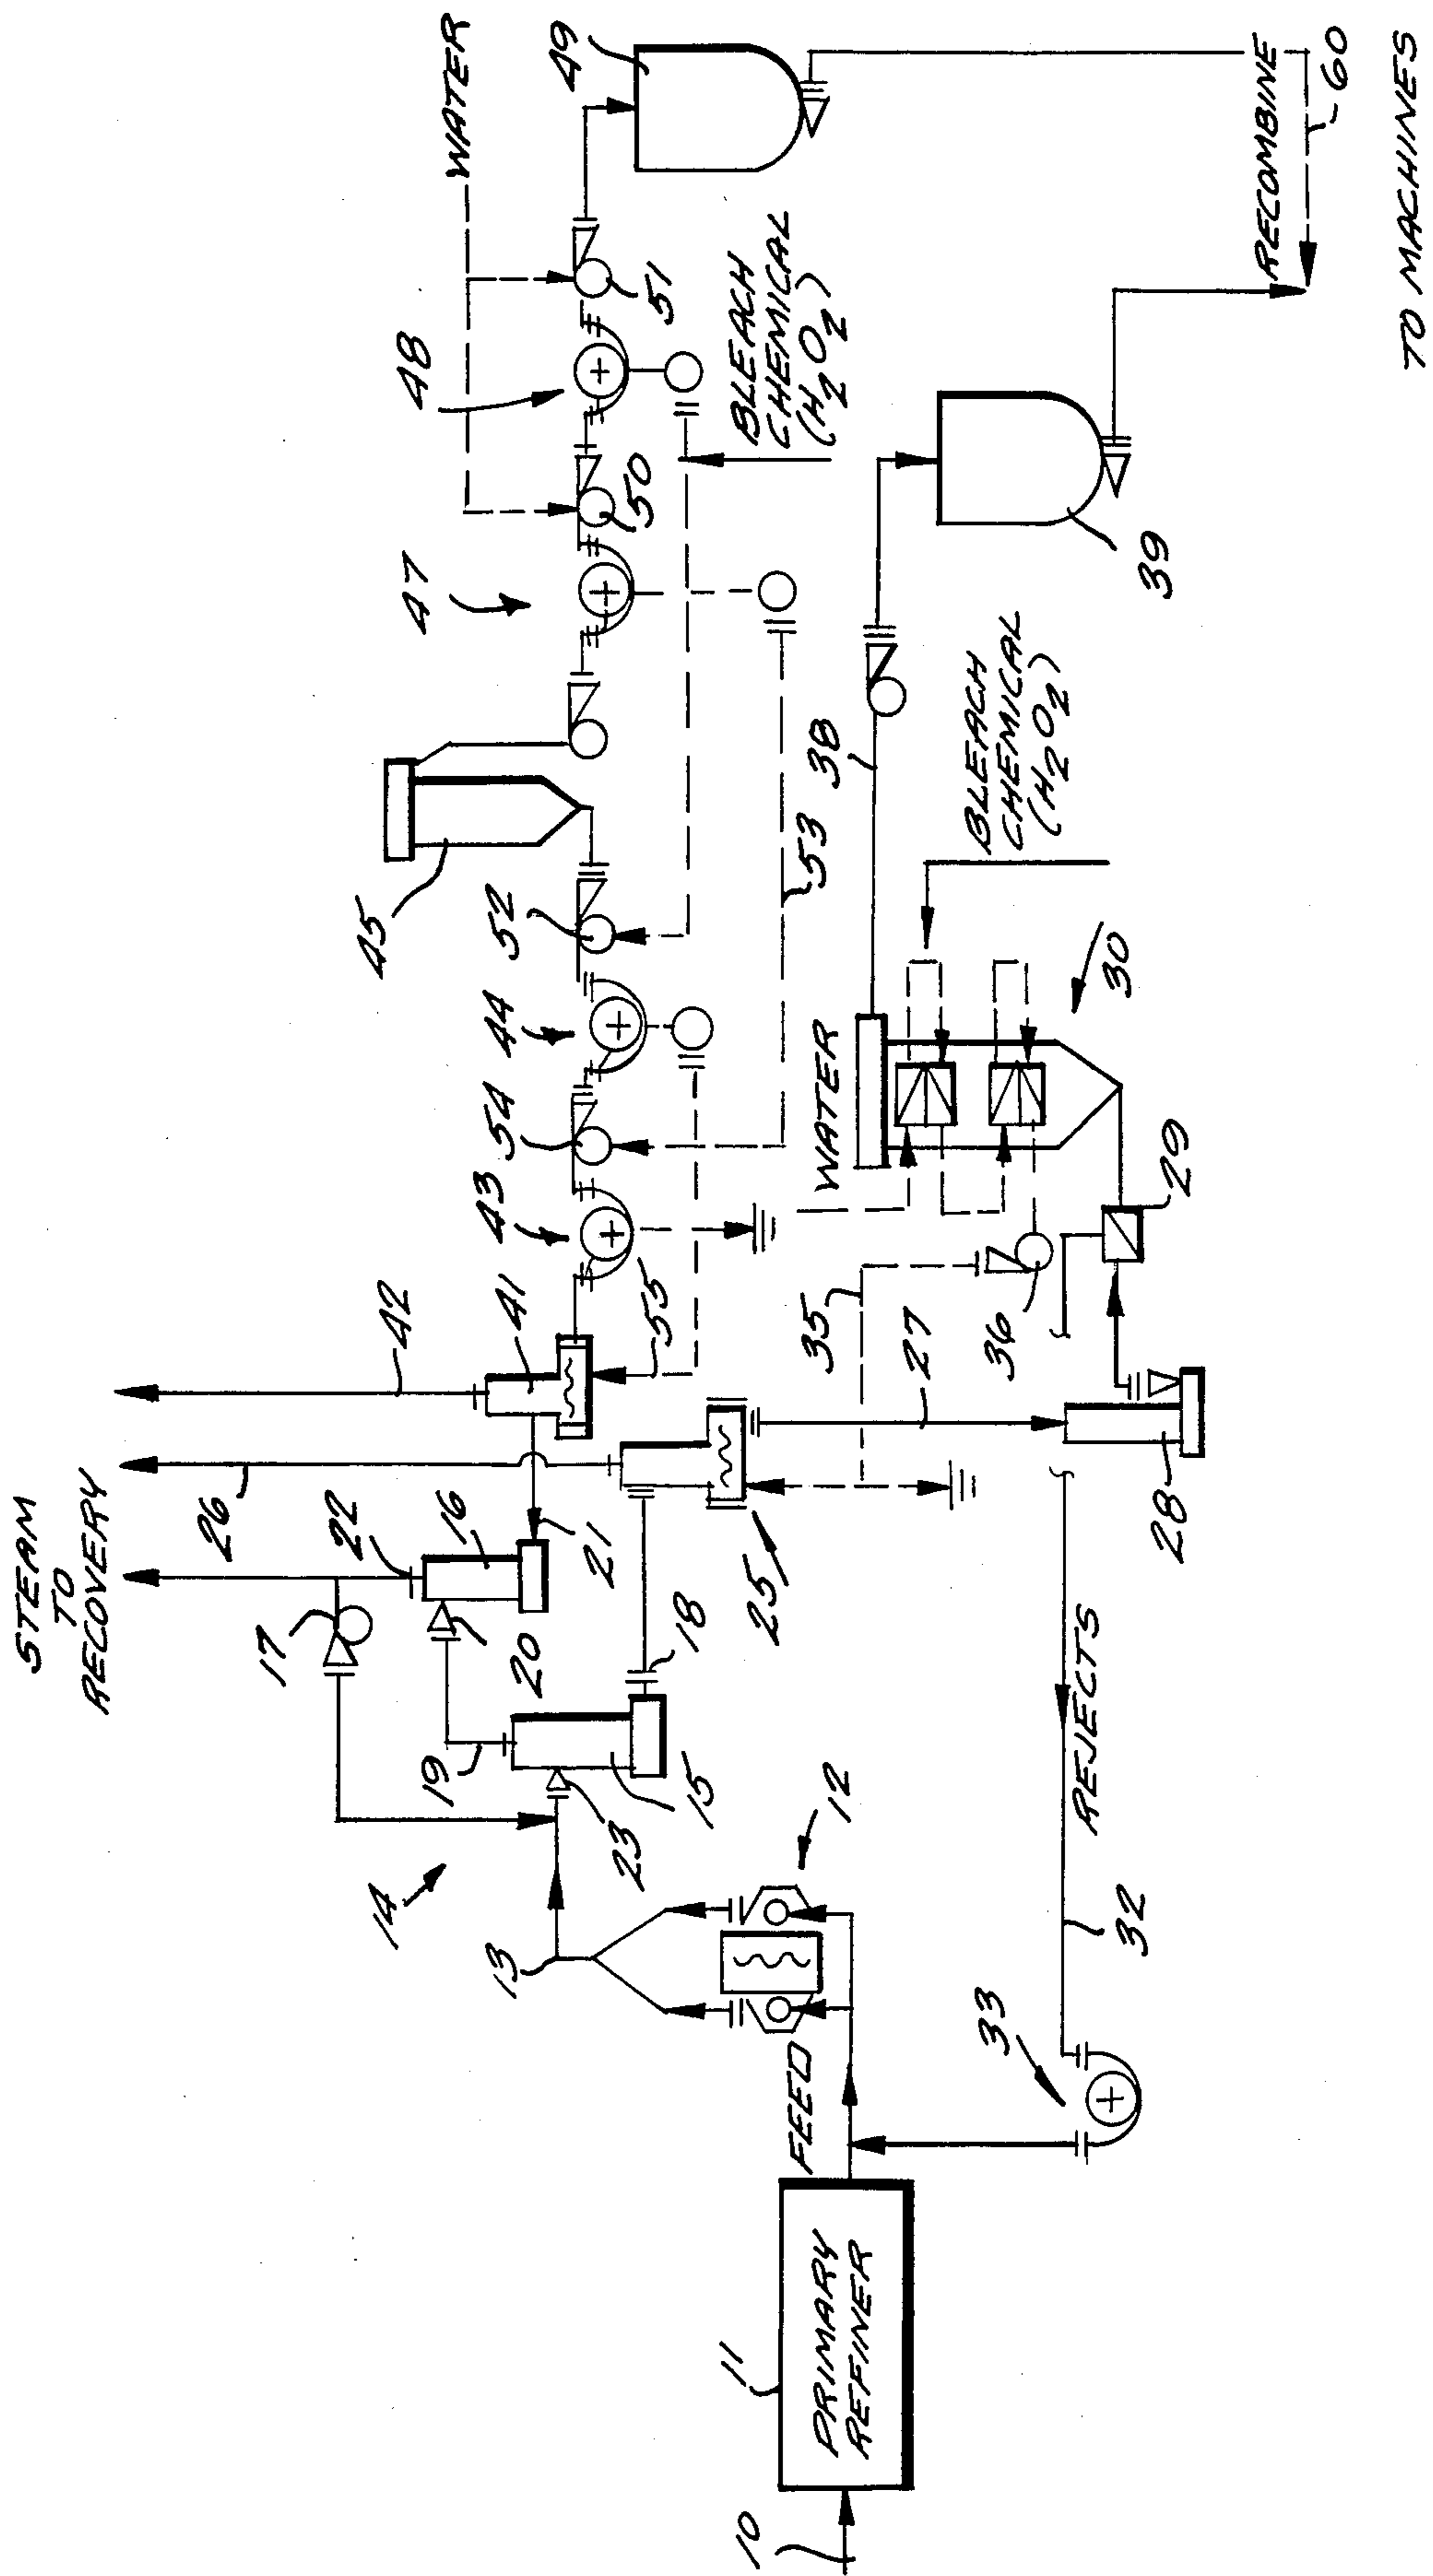 STEAM
TO
RECOVERY
26
42
22
17
16
41
19
20
21
18
14
15
23
13
12
25
55
43
54
44
52
45
47
48
WATER
50
51
49
BLEACH
CHEMICAL
(H2O2)
53
35
27
36
WATER
38
BLEACH
CHEMICAL
(H2O2)
30
29
28
39
RECOMBINE
60
TO MACHINES
10
11
PRIMARY
REFINER
FEED
33
32
REJECTS